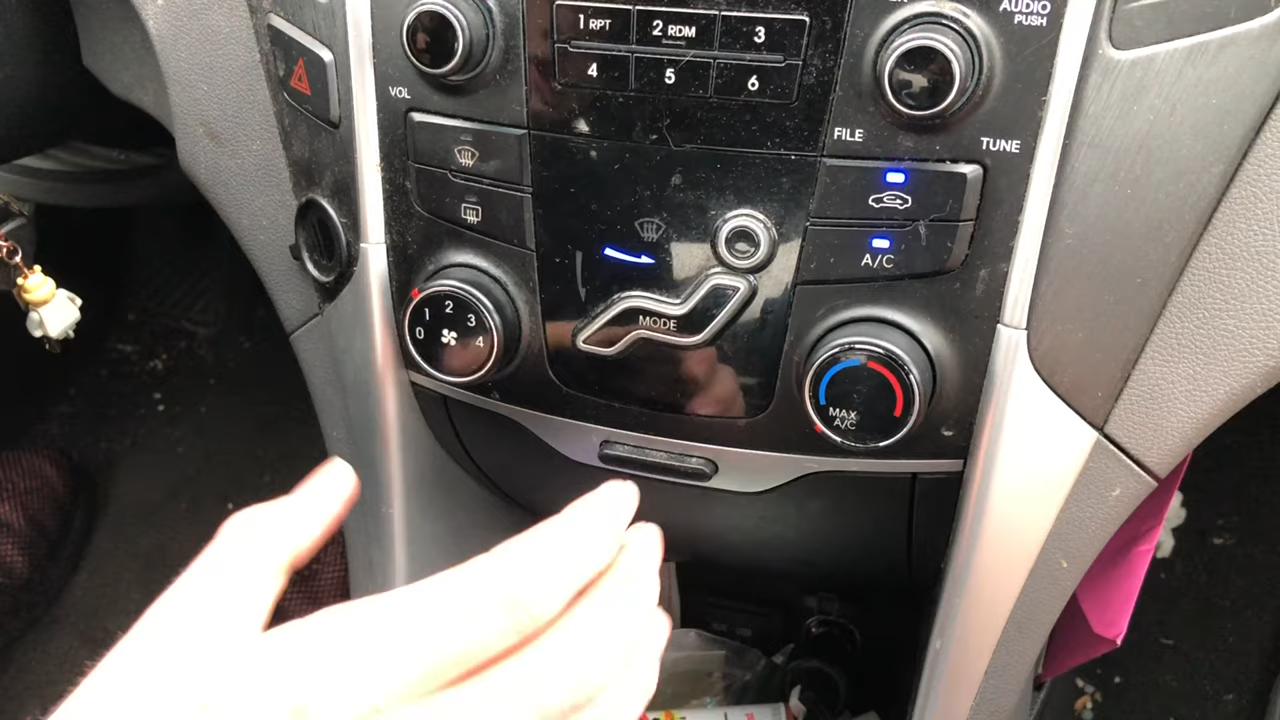 AUDIO
PUSH
1 RPT
2 RDM
3
4
5
6
VOL
FILE
TUNE
A/C
MODE
0
1
2
3
4
MAX
A/C